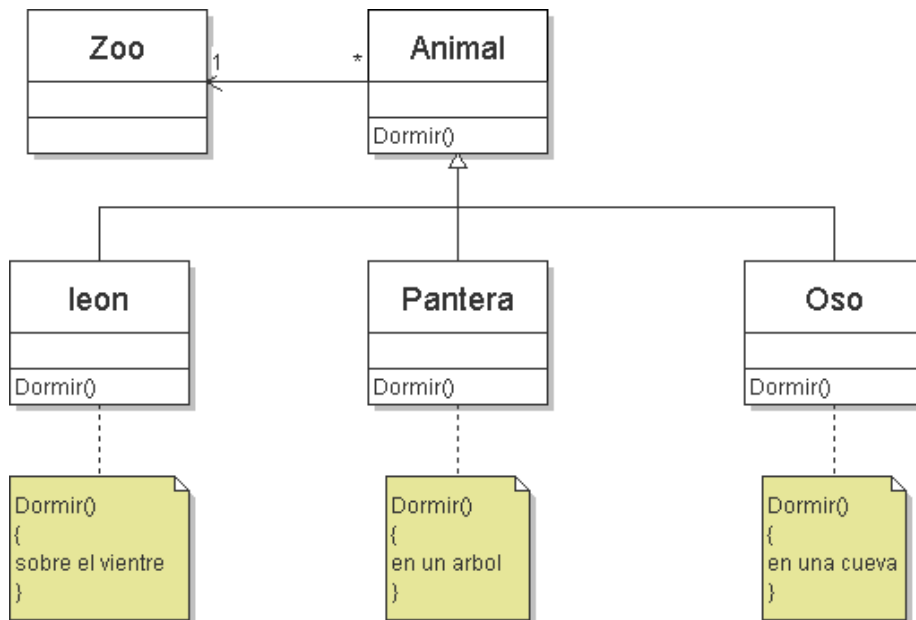 Zoo
1
*
Animal
Dormir()
leon
Dormir()
Pantera
Dormir()
Oso
Dormir()
Dormir()
{
sobre el vientre
}
Dormir()
{
en un arbol
}
Dormir()
{
en una cueva
}